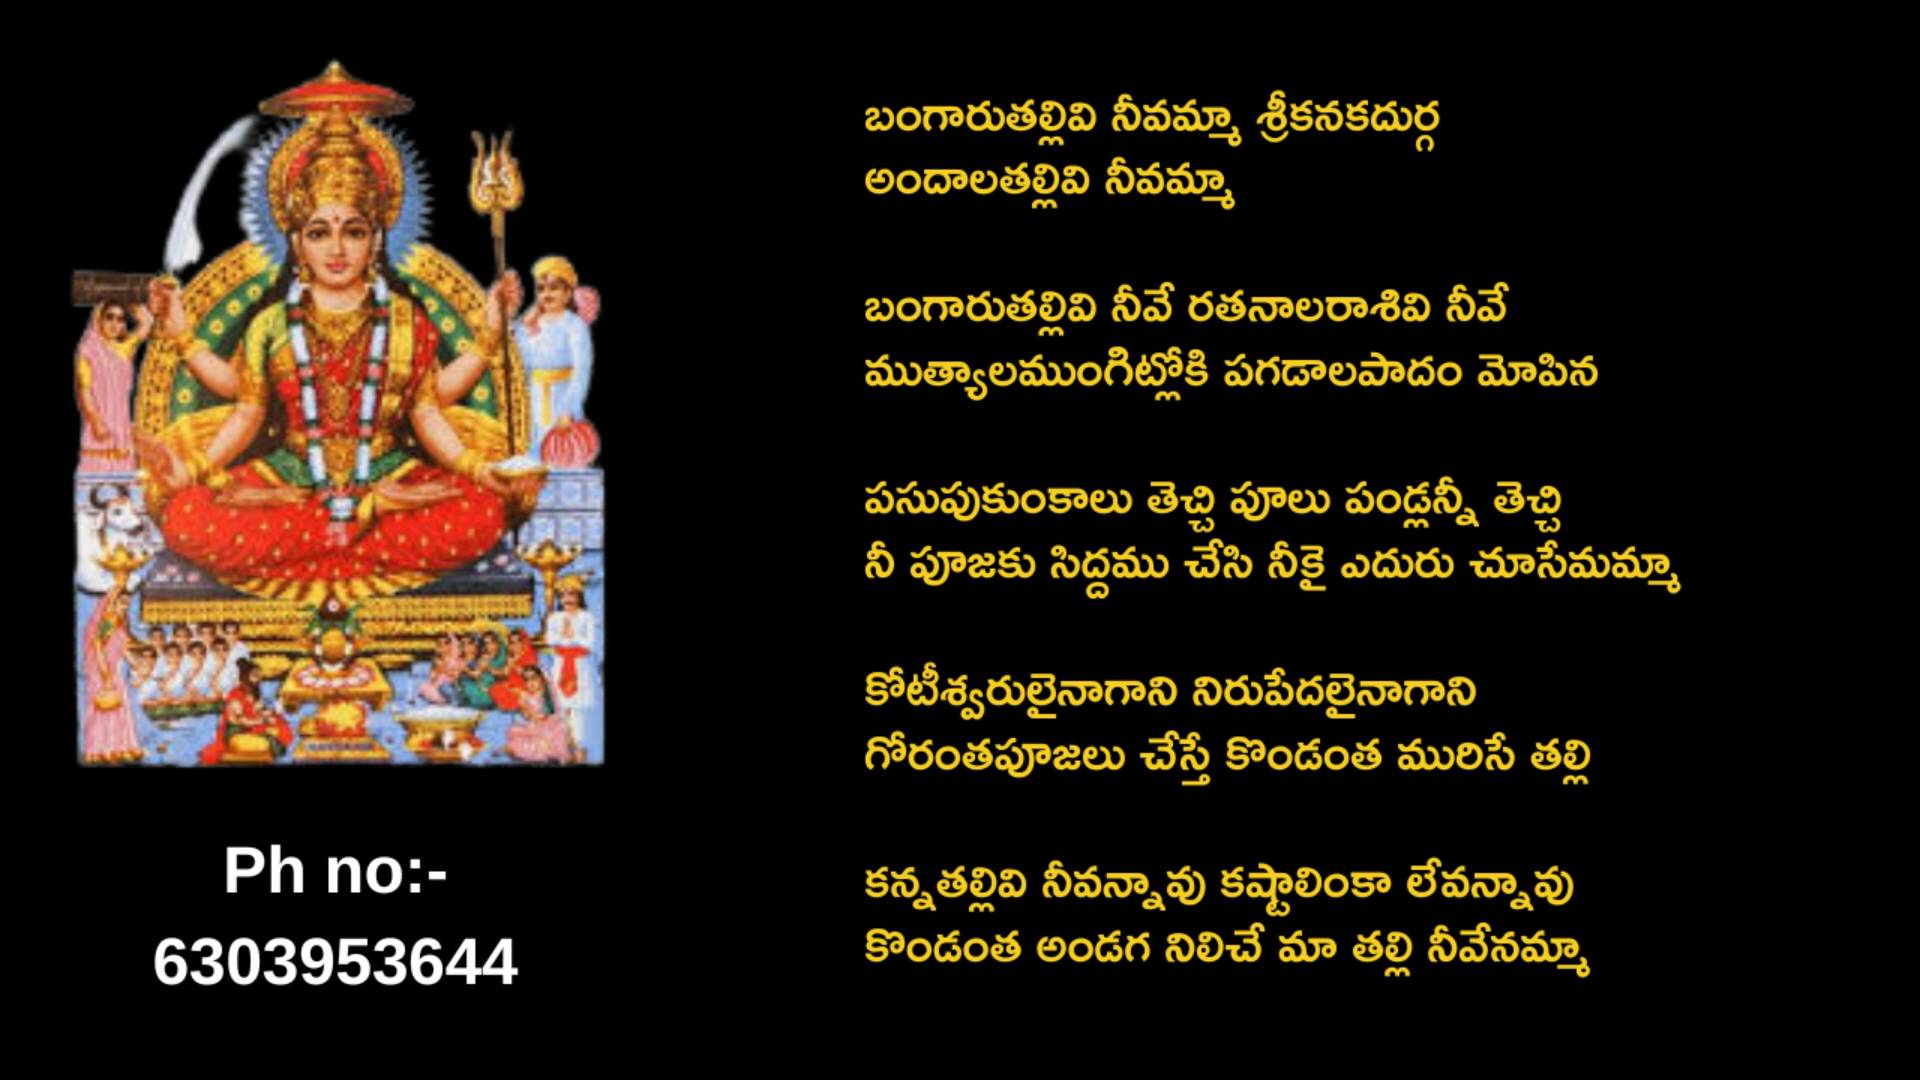 బంగారుతల్లివి నీవమ్మా శ్రీకనకదుర్గ
అందాలతల్లివి నీవమ్మా
బంగారుతల్లివి నీవే రతనాలరాశివి నీవే
ముత్యాలముంగిట్లోకి పగడాలపాదం మోపిన
పసుపుకుంకాలు తెచ్చి పూలు పండ్లన్నీ తెచ్చి
నీ పూజకు సిద్దము చేసి నీకై ఎదురు చూసేమమ్మా
కోటీశ్వరులైనాగాని నిరుపేదలైనాగాని
గోరంతపూజలు చేస్తే కొండంత మురిసే తల్లి
కన్నతల్లివి నీవన్నావు కష్టాలింకా లేవన్నావు
కొండంత అండగ నిలిచే మా తల్లి నీవేనమ్మా
Ph no:-
6303953644